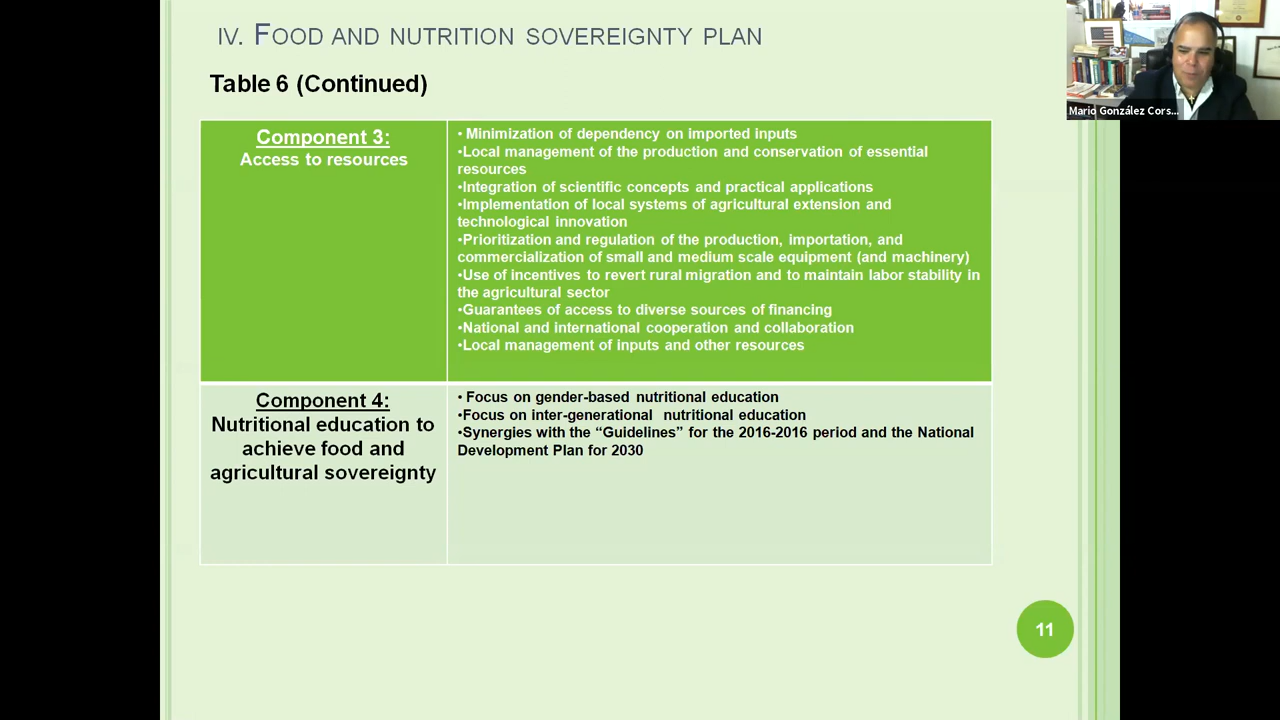 IV. FOOD AND NUTRITION SOVEREIGNTY PLAN
Table 6 (Continued)
Component 3:
Access to resources
• Minimization of dependency on imported inputs
•Local management of the production and conservation of essential
resources
•Integration of scientific concepts and practical applications
•Implementation of local systems of agricultural extension and
technological innovation
•Prioritization and regulation of the production, importation, and
commercialization of small and medium scale equipment (and machinery)
•Use of incentives to revert rural migration and to maintain labor stability in
the agricultural sector
•Guarantees of access to diverse sources of financing
•National and international cooperation and collaboration
•Local management of inputs and other resources
Component 4:
Nutritional education to
achieve food and
agricultural sovereignty
• Focus on gender-based nutritional education
•Focus on inter-generational nutritional education
•Synergies with the “Guidelines” for the 2016-2016 period and the National
Development Plan for 2030
11
Mario González Cors...